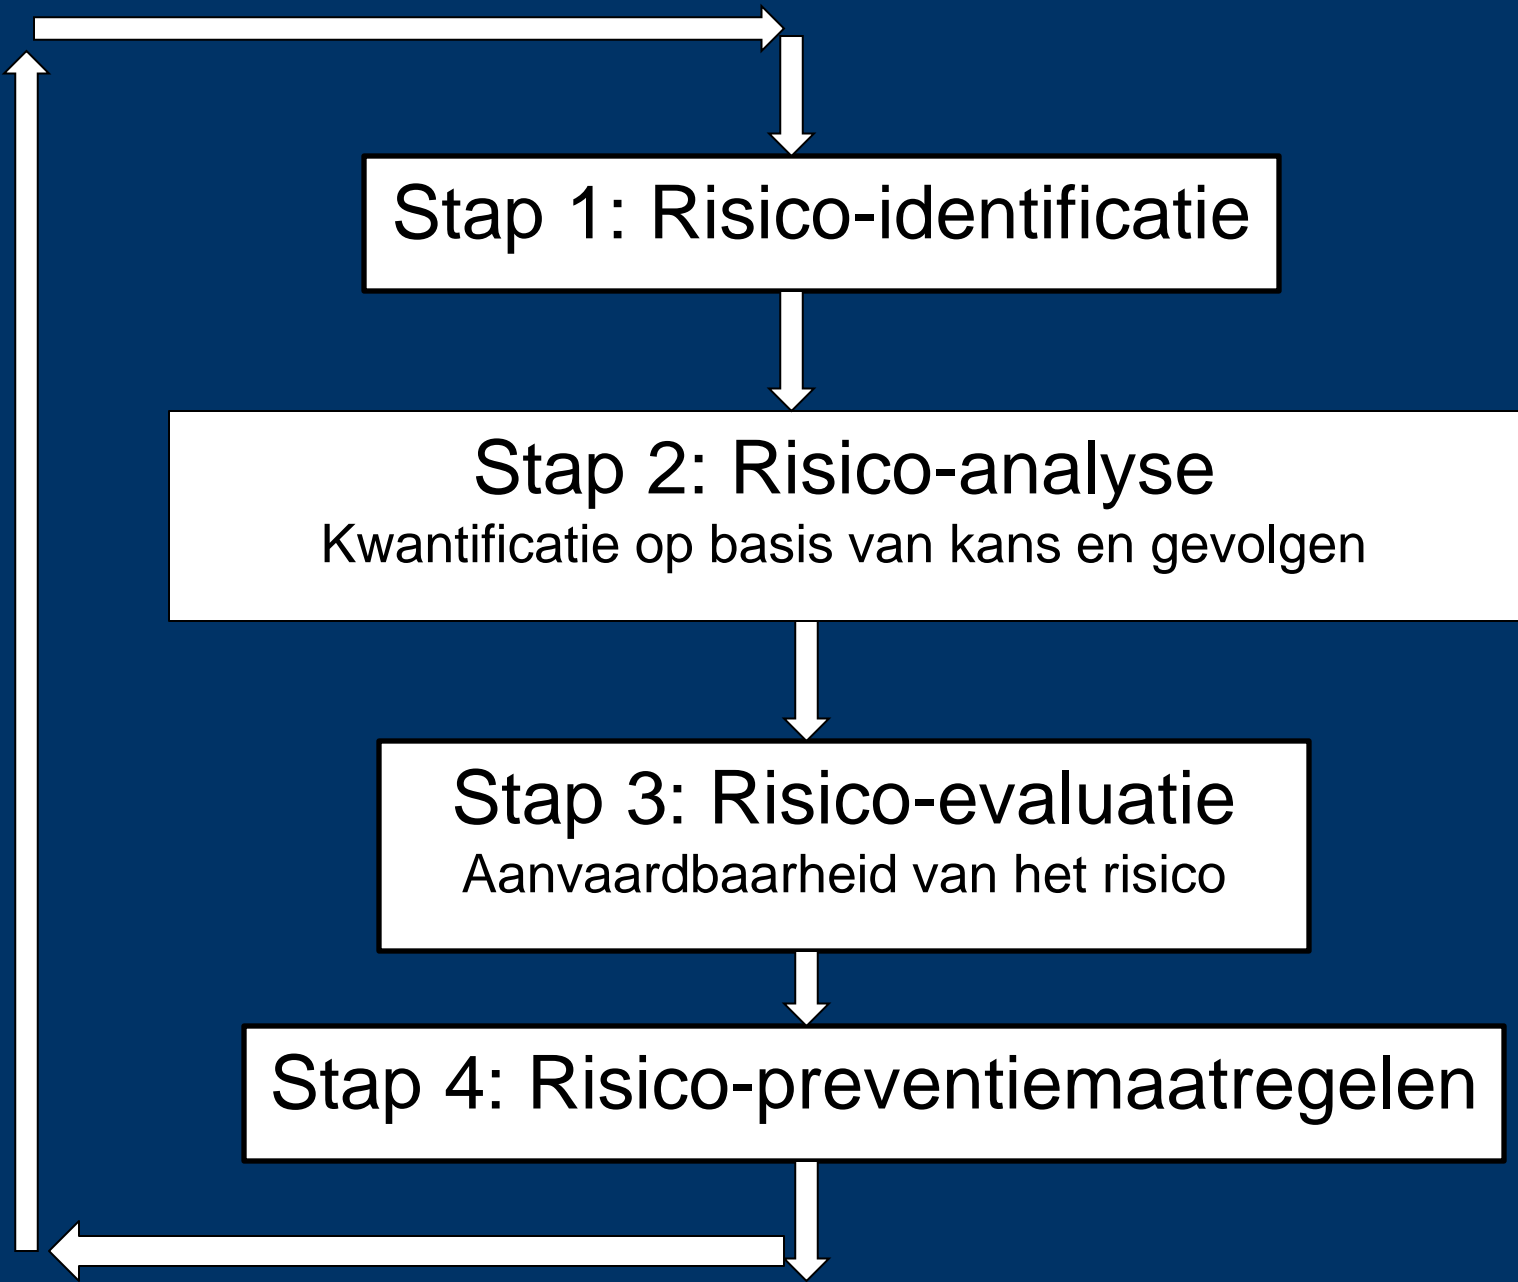 Stap 1: Risico-identificatie
Stap 2: Risico-analyse
Kwantificatie op basis van kans en gevolgen
Stap 3: Risico-evaluatie
Aanvaardbaarheid van het risico
Stap 4: Risico-preventiemaatregelen